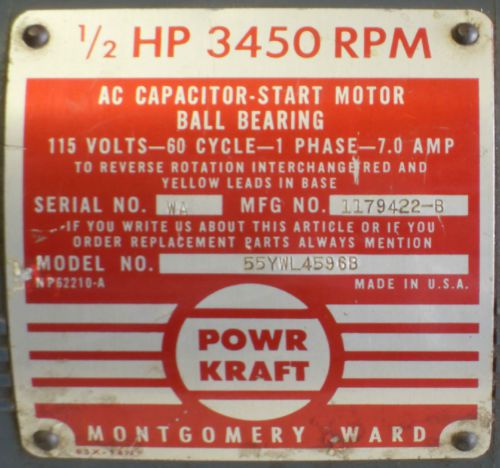 1/2 HP 3450 RPM
AC CAPACITOR-START MOTOR
BALL BEARING
115 VOLTS—60 CYCLE—1 PHASE—7.0 AMP
TO REVERSE ROTATION INTERCHANGE RED AND
YELLOW LEADS IN BASE
SERIAL NO. WA MFG NO. 1179422-B
IF YOU WRITE US ABOUT THIS ARTICLE OR IF YOU
ORDER REPLACEMENT PARTS ALWAYS MENTION
MODEL NO. 55YWL4596B
NP62210-A MADE IN U.S.A.
POWR
KRAFT
MONTGOMERY WARD